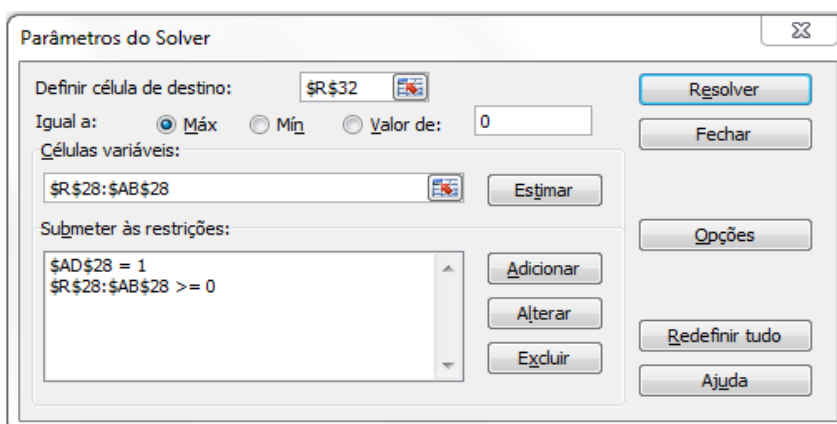 Parâmetros do Solver
Definir célula de destino: $R$32
Igual a: Máx Mín Valor de: 0
Células variáveis:
$R$28:$AB$28
Estimar
Submeter às restrições:
$AD$28 = 1
$R$28:$AB$28 >= 0
Adicionar
Alterar
Excluir
Resolver
Fechar
Opções
Redefinir tudo
Ajuda